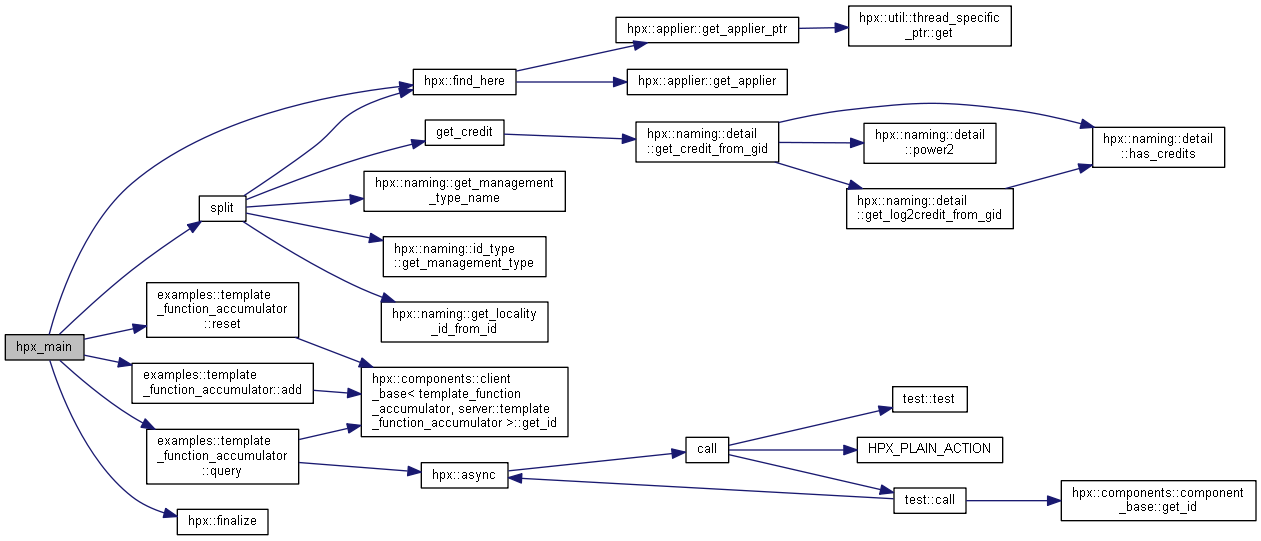 hpx::applier::get_applier_ptr
hpx::util::thread_specific
_ptr::get
hpx::find_here
hpx::applier::get_applier
get_credit
hpx::naming::detail
::get_credit_from_gid
hpx::naming::detail
::power2
hpx::naming::detail
::has_credits
hpx::naming::get_management
_type_name
split
hpx::naming::detail
::get_log2credit_from_gid
hpx::naming::id_type
::get_management_type
examples::template
_function_accumulator
::reset
hpx::naming::get_locality
_id_from_id
hpx_main
examples::template
_function_accumulator::add
hpx::components::client
_base< template_function
_accumulator, server::template
_function_accumulator >::get_id
test::test
examples::template
_function_accumulator
::query
call
HPX_PLAIN_ACTION
hpx::async
test::call
hpx::components::component
_base::get_id
hpx::finalize